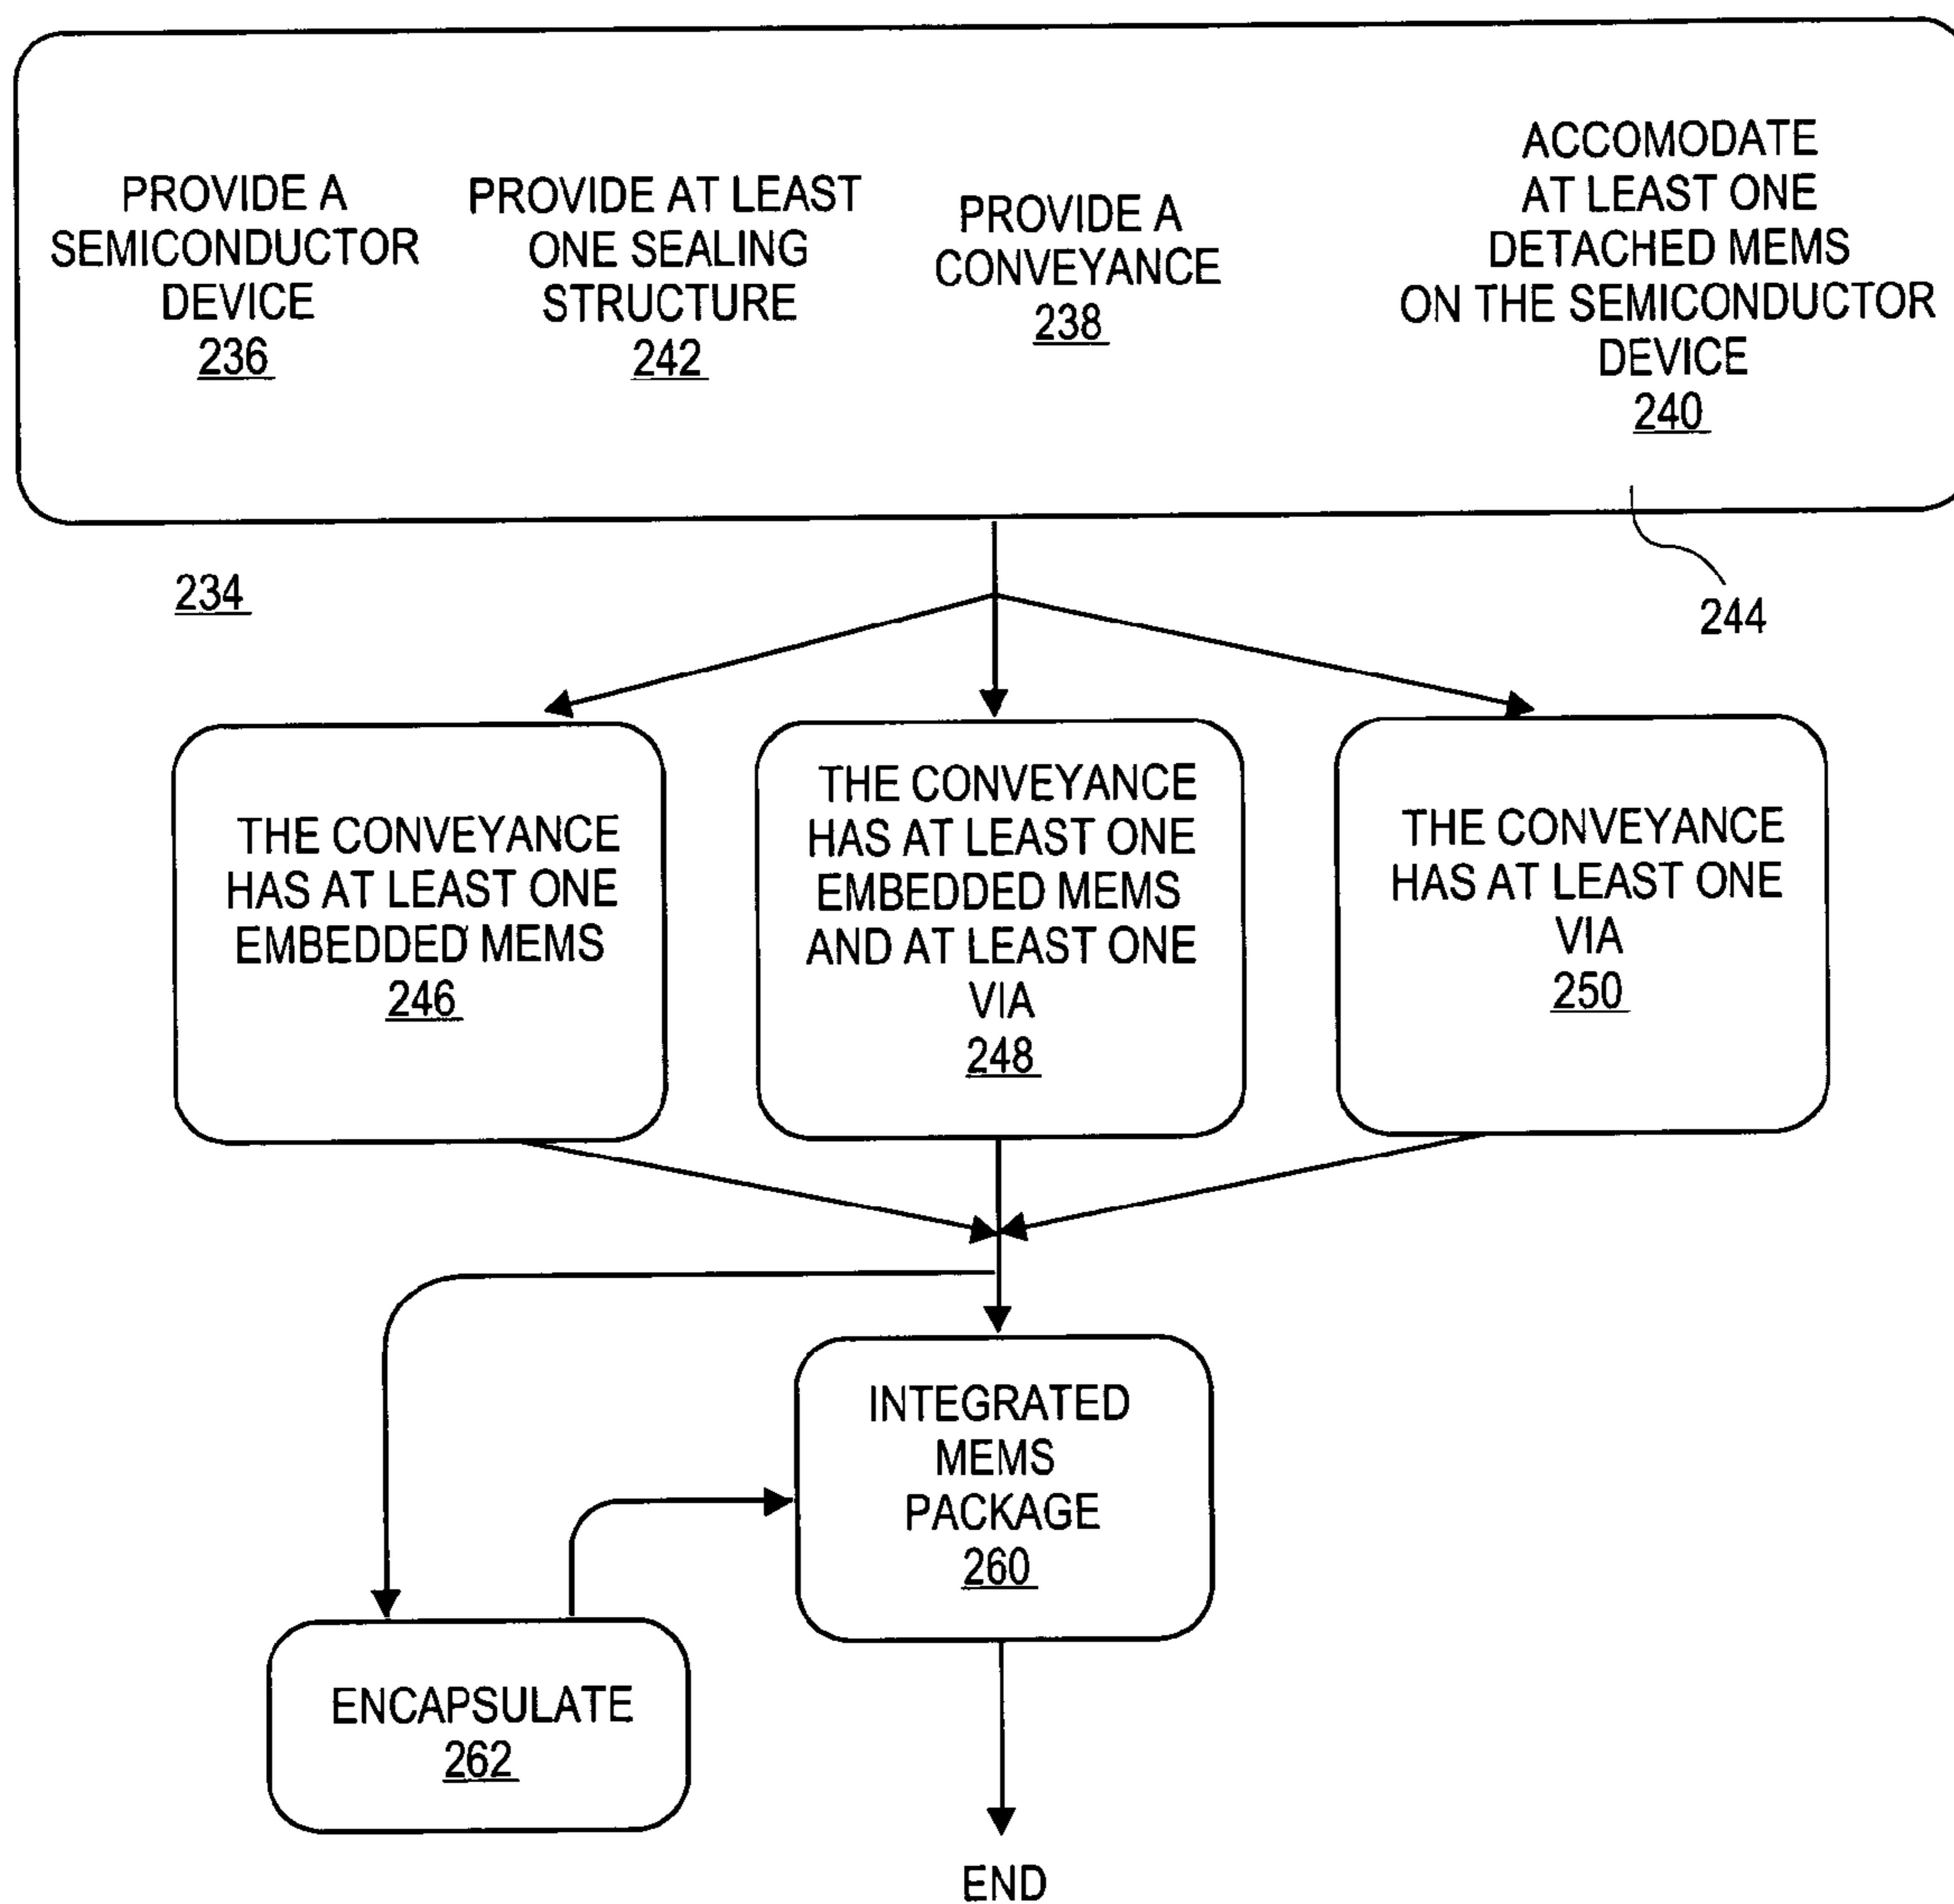 PROVIDE A
SEMICONDUCTOR
DEVICE
236
PROVIDE AT LEAST
ONE SEALING
STRUCTURE
242
PROVIDE A
CONVEYANCE
238
ACCOMODATE
AT LEAST ONE
DETACHED MEMS
ON THE SEMICONDUCTOR
DEVICE
240
234
244
THE CONVEYANCE
HAS AT LEAST ONE
EMBEDDED MEMS
246
THE CONVEYANCE
HAS AT LEAST ONE
EMBEDDED MEMS
AND AT LEAST ONE
VIA
248
THE CONVEYANCE
HAS AT LEAST ONE
VIA
250
INTEGRATED
MEMS
PACKAGE
260
ENCAPSULATE
262
END